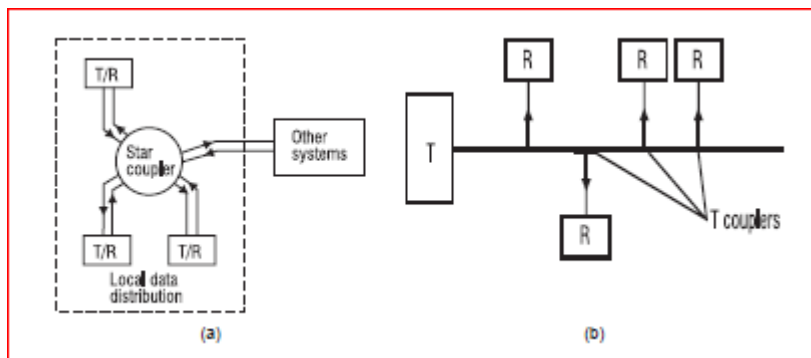 T/R
Star
coupler
Other
systems
T/R
T/R
Local data
distribution
(a)
R
R
R
T
R
T couplers
(b)